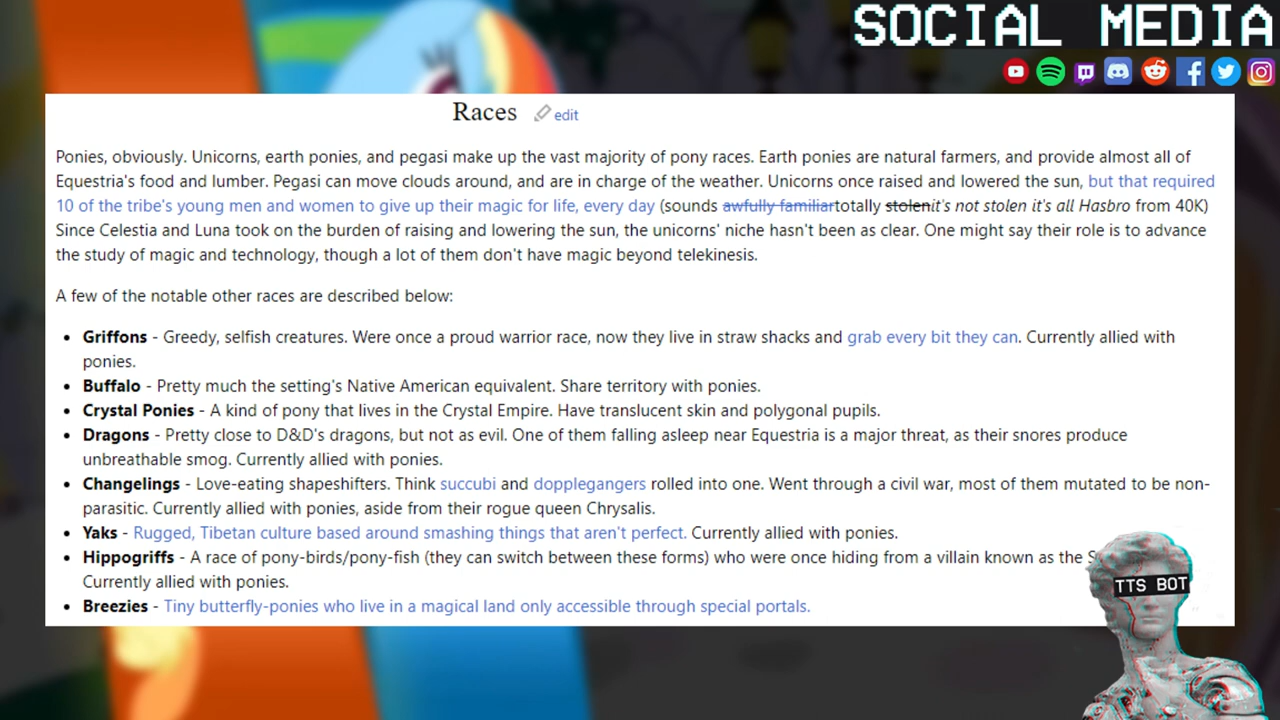 SOCIAL MEDIA
Races edit
Ponies, obviously. Unicorns, earth ponies, and pegasi make up the vast majority of pony races. Earth ponies are natural farmers, and provide almost all of
Equestria's food and lumber. Pegasi can move clouds around, and are in charge of the weather. Unicorns once raised and lowered the sun, but that required
10 of the tribe's young men and women to give up their magic for life, every day (sounds awfully familiartotally stolenit's not stolen it's all Hasbro from 40K)
Since Celestia and Luna took on the burden of raising and lowering the sun, the unicorns' niche hasn't been as clear. One might say their role is to advance
the study of magic and technology, though a lot of them don't have magic beyond telekinesis.
A few of the notable other races are described below:
• Griffons - Greedy, selfish creatures. Were once a proud warrior race, now they live in straw shacks and grab every bit they can. Currently allied with
ponies.
• Buffalo - Pretty much the setting's Native American equivalent. Share territory with ponies.
• Crystal Ponies - A kind of pony that lives in the Crystal Empire. Have translucent skin and polygonal pupils.
• Dragons - Pretty close to D&D's dragons, but not as evil. One of them falling asleep near Equestria is a major threat, as their snores produce
unbreathable smog. Currently allied with ponies.
• Changelings - Love-eating shapeshifters. Think succubi and dopplegangers rolled into one. Went through a civil war, most of them mutated to be non-
parasitic. Currently allied with ponies, aside from their rogue queen Chrysalis.
• Yaks - Rugged, Tibetan culture based around smashing things that aren't perfect. Currently allied with ponies.
• Hippogriffs - A race of pony-birds/pony-fish (they can switch between these forms) who were once hiding from a villain known as the
Currently allied with ponies.
• Breezies - Tiny butterfly-ponies who live in a magical land only accessible through special portals.
TTS BOT